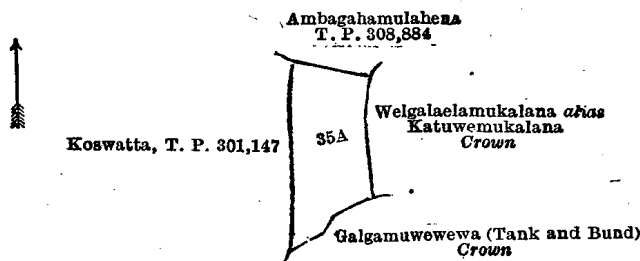 Ambagahamulahena
T. P. 308,884
Welgalaelamukalana alias
Katuwemukalana
Crown
Koswatta, T. P. 301,147
35A
Galgamuwewewa (Tank and Bund)
Crown